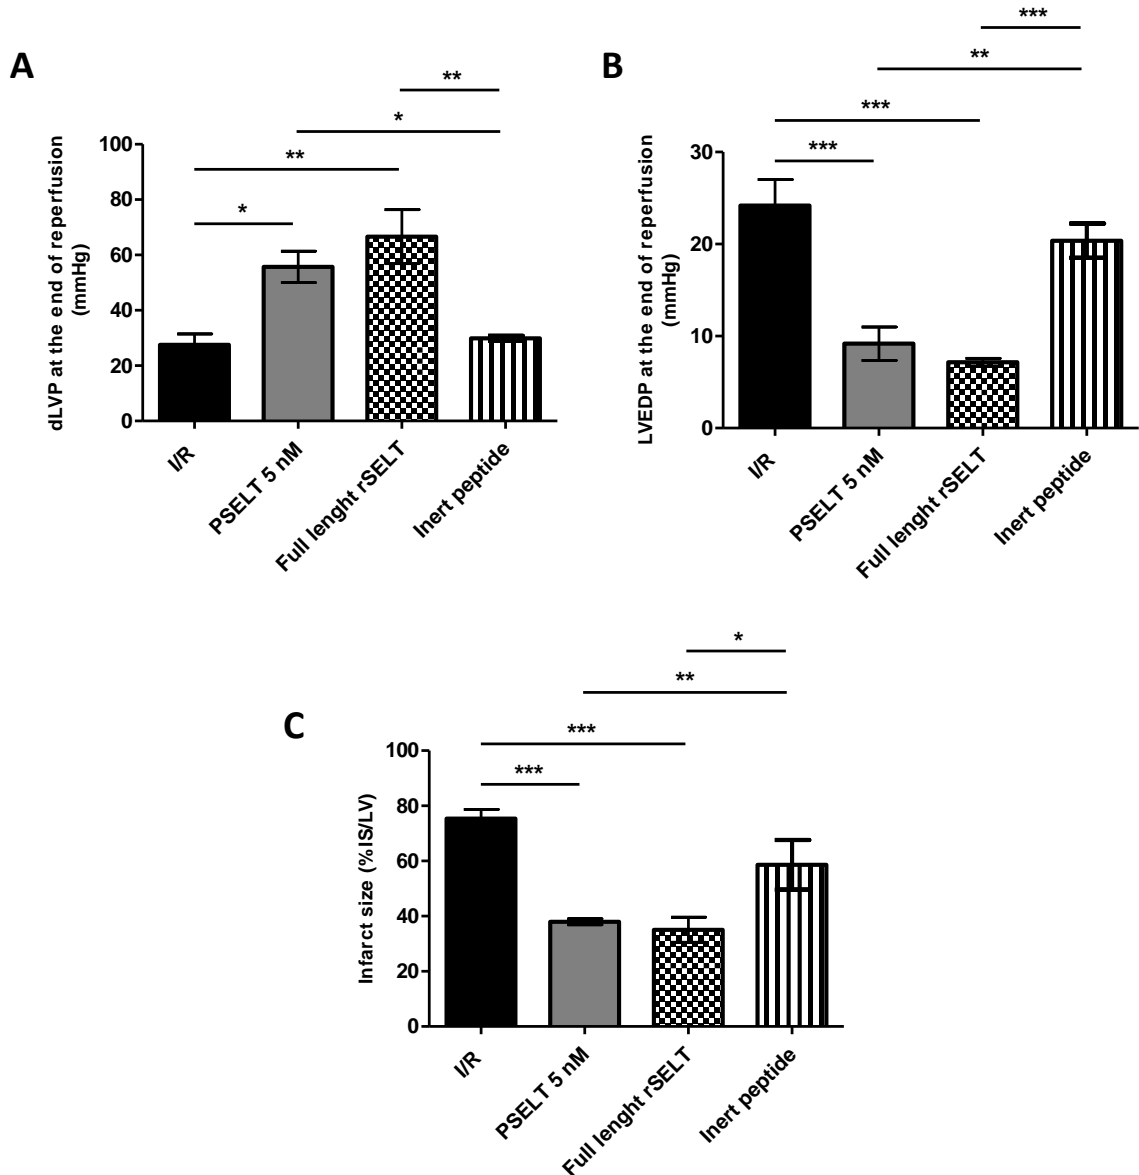 A
**
*
**
*
dLVP at the end of reperfusion
(mmHg)
100
80
60
40
20
0
I/R
PSELT 5 nM
Full lenght rSELT
Inert peptide
B
***
**
***
***
LVEDP at the end of reperfusion
(mmHg)
30
20
10
0
I/R
PSELT 5 nM
Full lenght rSELT
Inert peptide
C
*
**
***
***
Infarct size (%IS/LV)
100
80
60
40
20
0
I/R
PSELT 5 nM
Full lenght rSELT
Inert peptide